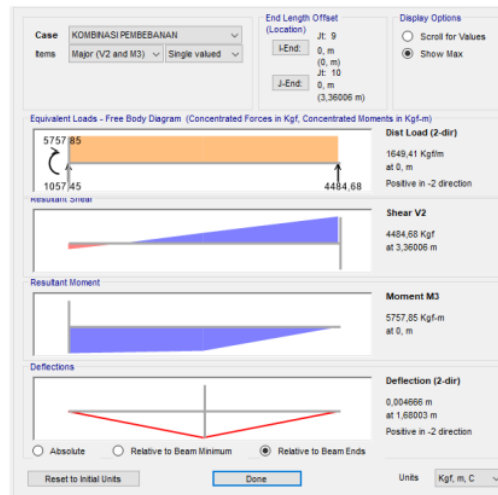 Case KOMBINASI PEMBEBANAN
Items Major (V2 and M3) Single valued
End Length Offset
(Location)
Jt: 9
I-End: 0, m
(0, m)
Jt: 10
J-End: 0, m
(3,36006 m)
Display Options
Scroll for Values
Show Max
Equivalent Loads - Free Body Diagram (Concentrated Forces in Kgf, Concentrated Moments in Kgf-m)
5757,85
1057,45
4484,68
Dist Load (2-dir)
1649,41 Kgf/m
at 0, m
Positive in -2 direction
Resultant Shear
Shear V2
4484,68 Kgf
at 3,36006 m
Resultant Moment
Moment M3
5757,85 Kgf-m
at 0, m
Deflections
Deflection (2-dir)
0,004666 m
at 1,68003 m
Positive in -2 direction
Absolute Relative to Beam Minimum Relative to Beam Ends
Reset to Initial Units Done Units Kgf, m, C